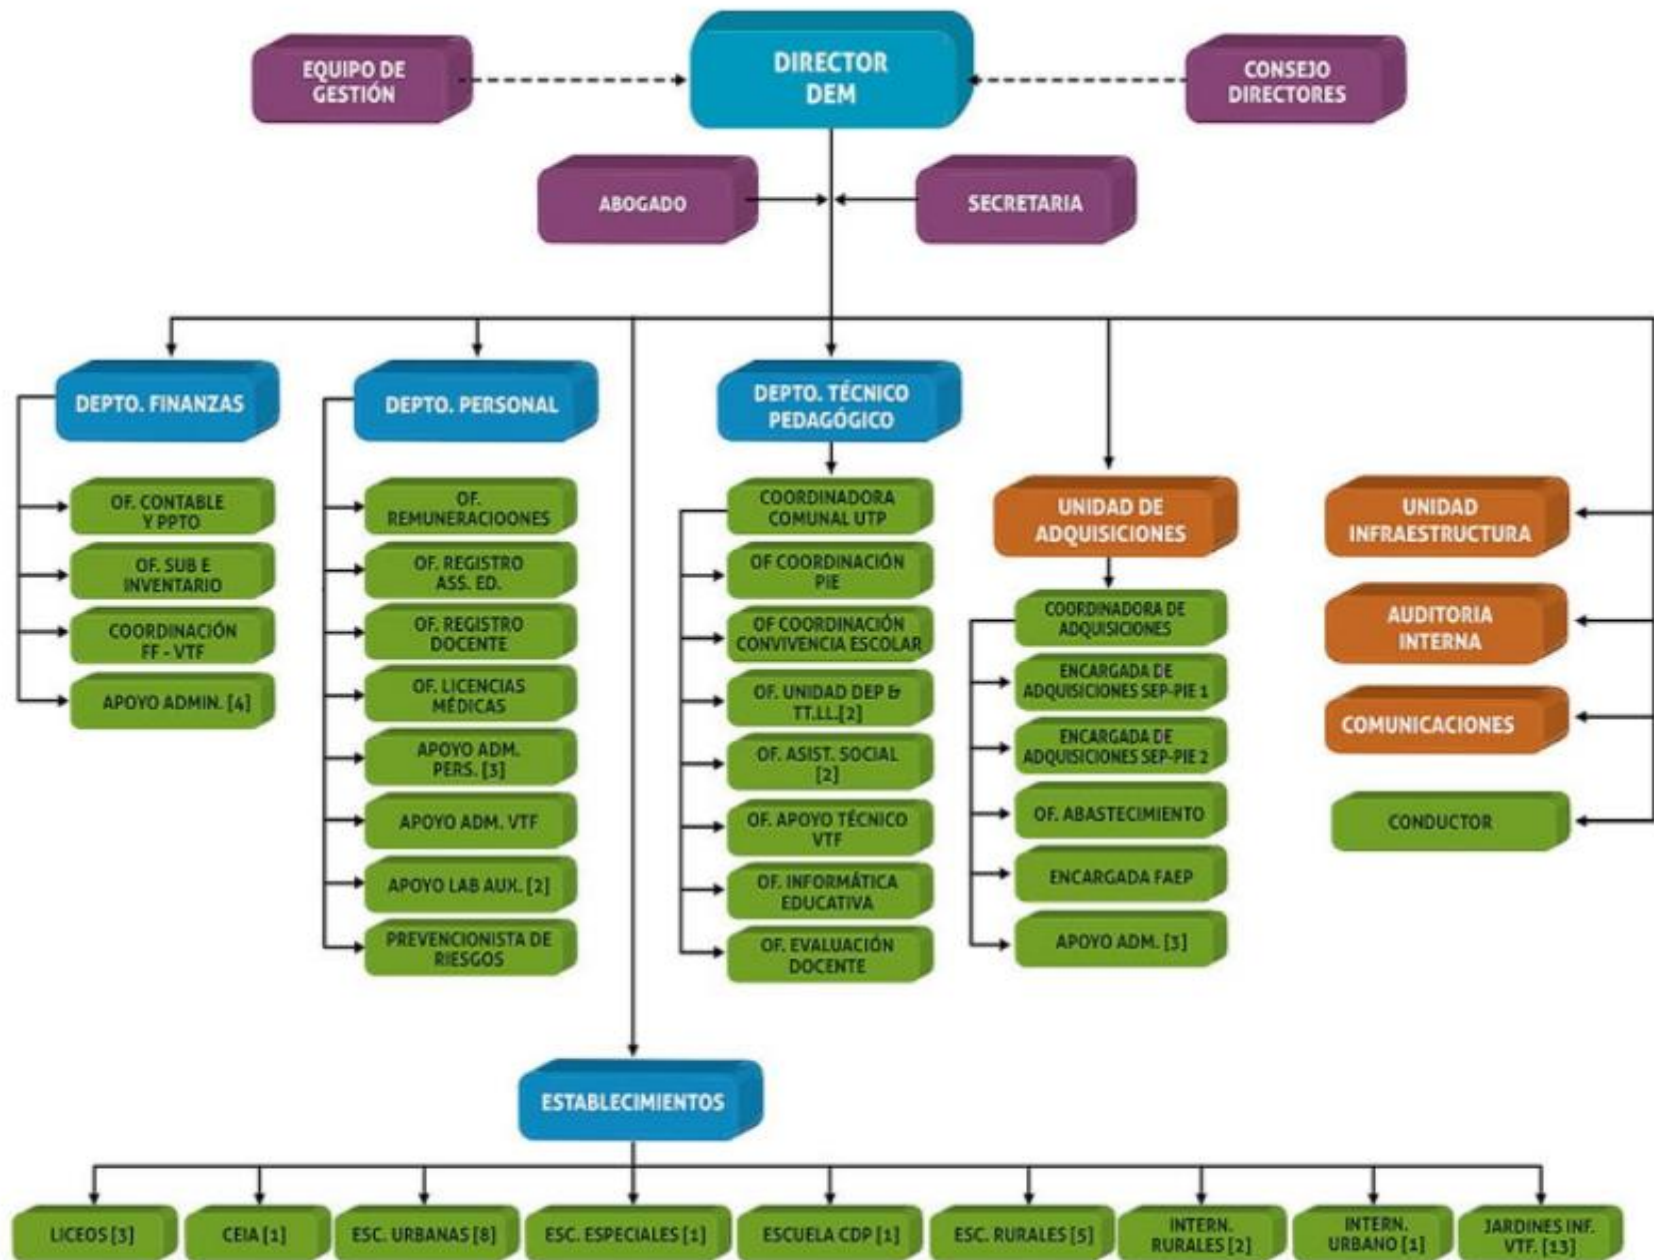 EQUIPO DE
GESTIÓN
DIRECTOR
DEM
CONSEJO
DIRECTORES
ABOGADO
SECRETARIA
DEPTO. FINANZAS
OF. CONTABLE
Y PPTO
OF. SUB E
INVENTARIO
COORDINACIÓN
FF - VTF
APOYO ADMIN. [4]
DEPTO. PERSONAL
OF.
REMUNERACIOONES
OF. REGISTRO
ASS. ED.
OF. REGISTRO
DOCENTE
OF. LICENCIAS
MÉDICAS
APOYO ADM.
PERS. [3]
APOYO ADM. VTF
APOYO LAB AUX. [2]
PREVENCIONISTA DE
RIESGOS
DEPTO. TÉCNICO
PEDAGÓGICO
COORDINADORA
COMUNAL UTP
OF COORDINACIÓN
PIE
OF COORDINACIÓN
CONVIVENCIA ESCOLAR
OF. UNIDAD DEP &
TT.LL.[2]
OF. ASIST. SOCIAL
[2]
OF. APOYO TÉCNICO
VTF
OF. INFORMÁTICA
EDUCATIVA
OF. EVALUACIÓN
DOCENTE
UNIDAD DE
ADQUISICIONES
COORDINADORA DE
ADQUISICIONES
ENCARGADA DE
ADQUISICIONES SEP-PIE 1
ENCARGADA DE
ADQUISICIONES SEP-PIE 2
OF. ABASTECIMIENTO
ENCARGADA FAEP
APOYO ADM. [3]
UNIDAD
INFRAESTRUCTURA
AUDITORIA
INTERNA
COMUNICACIONES
CONDUCTOR
ESTABLECIMIENTOS
LICEOS [3]
CEIA [1]
ESC. URBANAS [8]
ESC. ESPECIALES [1]
ESCUELA CDP [1]
ESC. RURALES [5]
INTERN.
RURALES [2]
INTERN.
URBANO [1]
JARDINES INF.
VTF. [13]